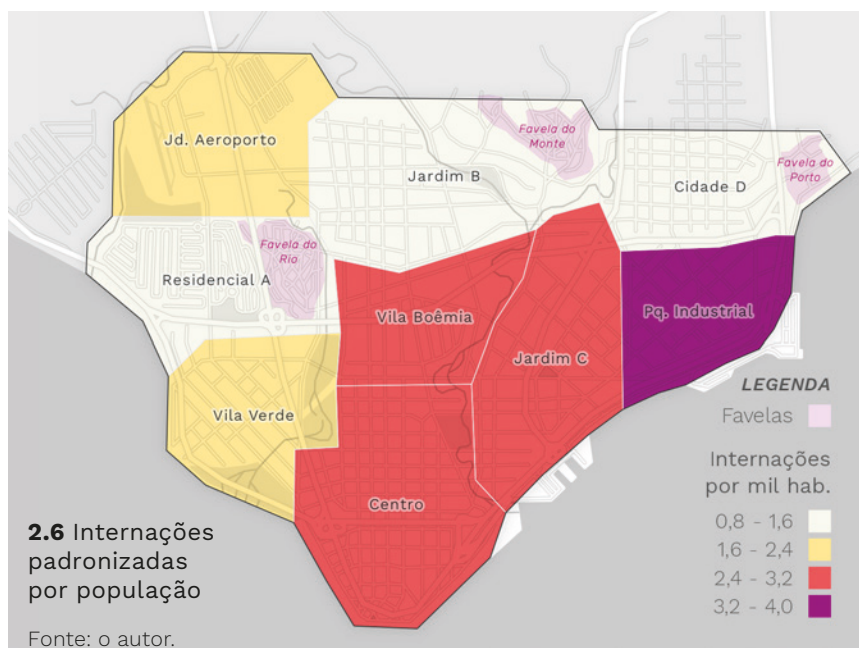 Jd. Aeroporto
Favela do
Monte
Jardim B
Cidade D
Favela do
Porto
Favela do
Rio
Residencial A
Vila Boêmia
Pq. Industrial
Jardim C
Vila Verde
Centro
LEGENDA
Favelas
Internações
por mil hab.
0,8 - 1,6
1,6 - 2,4
2,4 - 3,2
3,2 - 4,0
2.6 Internações
padronizadas
por população
Fonte: o autor.